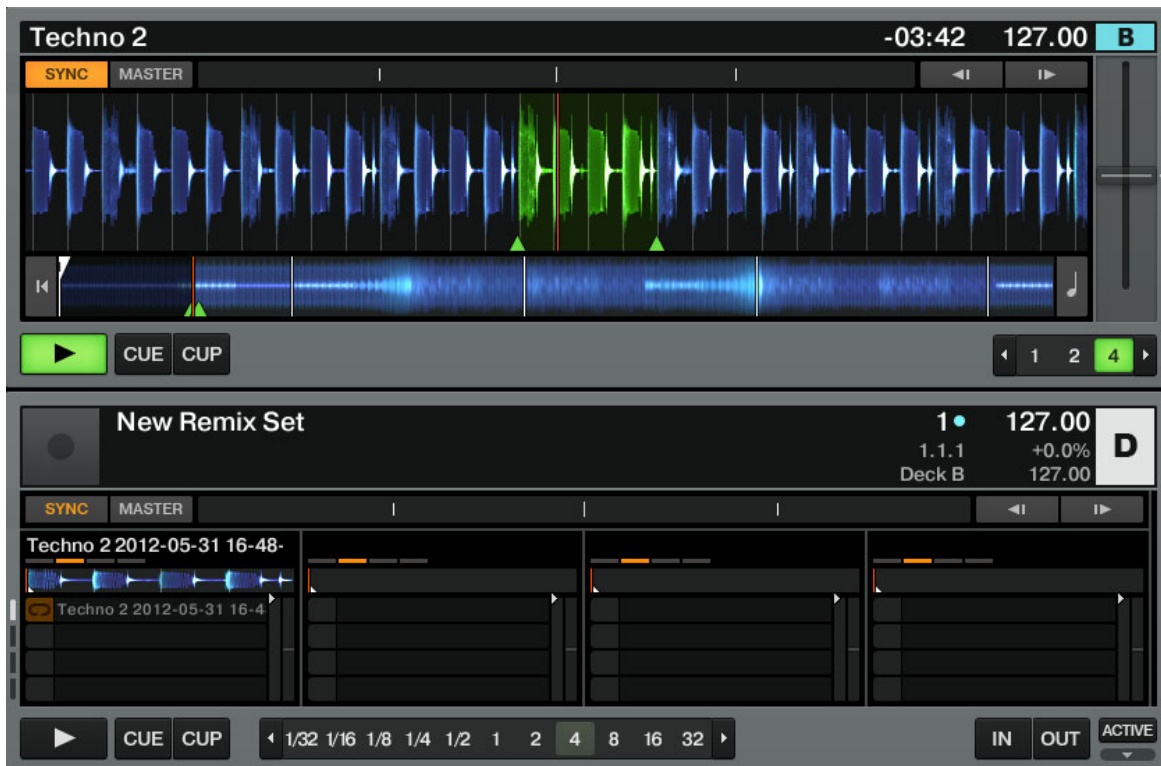 Techno 2 -03:42 127.00 B
SYNC MASTER
CUE CUP 1 2 4
New Remix Set 1 127.00 D
1.1.1 +0.0%
Deck B 127.00
SYNC MASTER
Techno 2 2012-05-31 16-48-
Techno 2 2012-05-31 16-4
CUE CUP 1/32 1/16 1/8 1/4 1/2 1 2 4 8 16 32 IN OUT ACTIVE